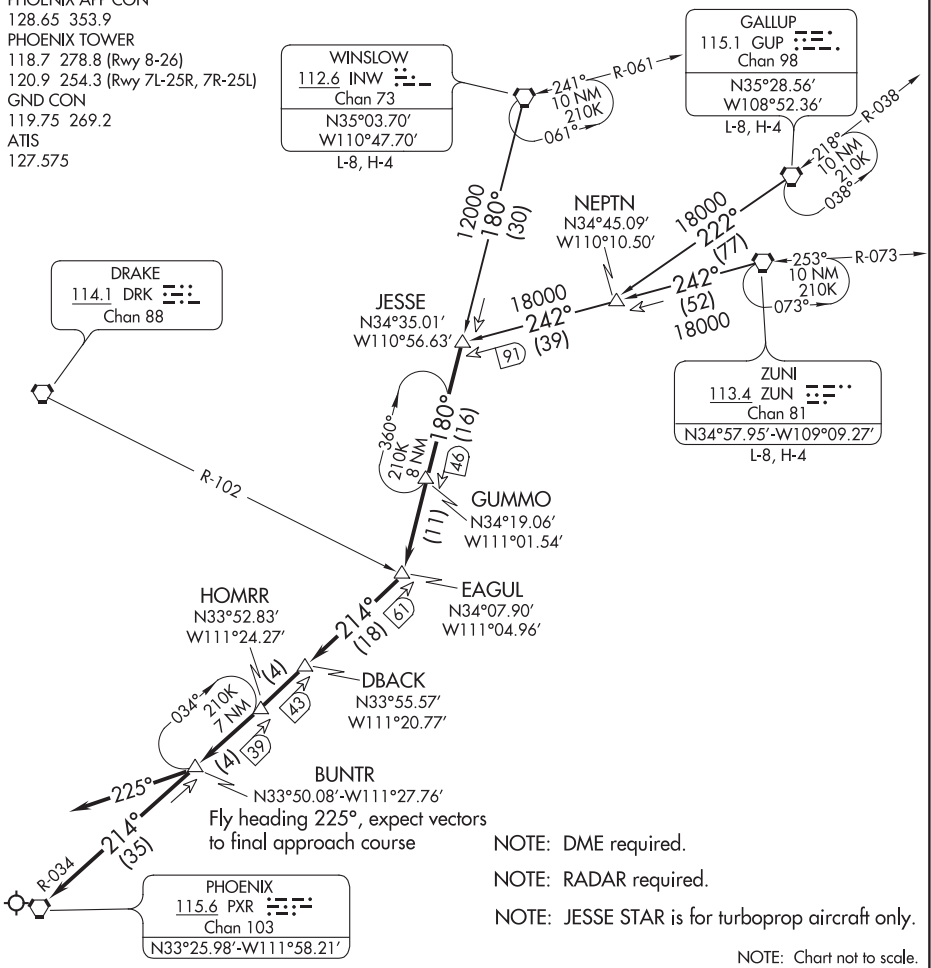 PHOENIX APP CON
128.65 353.9
PHOENIX TOWER
118.7 278.8 (Rwy 8-26)
120.9 254.3 (Rwy 7L-25R, 7R-25L)
GND CON
119.75 269.2
ATIS
127.575
WINSLOW
112.6 INW
Chan 73
N35°03.70′
W110°47.70′
L-8, H-4
241°
R-061
10 NM
210K
061°
GALLUP
115.1 GUP
Chan 98
N35°28.56′
W108°52.36′
L-8, H-4
R-038
218°
10 NM
210K
038°
12000
180°
(30)
NEPTN
N34°45.09′
W110°10.50′
18000
222°
(77)
253°
R-073
10 NM
210K
073°
242°
(52)
18000
DRAKE
114.1 DRK
Chan 88
JESSE
N34°35.01′
W110°56.63′
18000
242°
(39)
91
ZUNI
113.4 ZUN
Chan 81
N34°57.95′-W109°09.27′
L-8, H-4
360°
210K
8 NM
180°
(16)
46
R-102
GUMMO
N34°19.06′
W111°01.54′
(11)
EAGUL
N34°07.90′
W111°04.96′
HOMRR
N33°52.83′
W111°24.27′
214°
(18)
61
(4)
DBACK
N33°55.57′
W111°20.77′
43
034°
210K
7 NM
(4)
39
BUNTR
N33°50.08′-W111°27.76′
225°
Fly heading 225°, expect vectors
to final approach course
214°
(35)
R-034
PHOENIX
115.6 PXR
Chan 103
N33°25.98′-W111°58.21′
NOTE: DME required.
NOTE: RADAR required.
NOTE: JESSE STAR is for turboprop aircraft only.
NOTE: Chart not to scale.